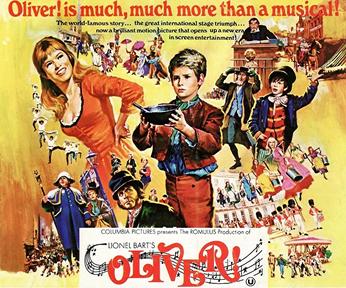 Oliver! is much, much more than a musical!
The world-famous story... the great international stage triumph...
now a brilliant motion picture that opens up a new era
in screen entertainment!
COLUMBIA PICTURES presents The ROMULUS Production of
LIONEL BART'S
OLIVER!
U